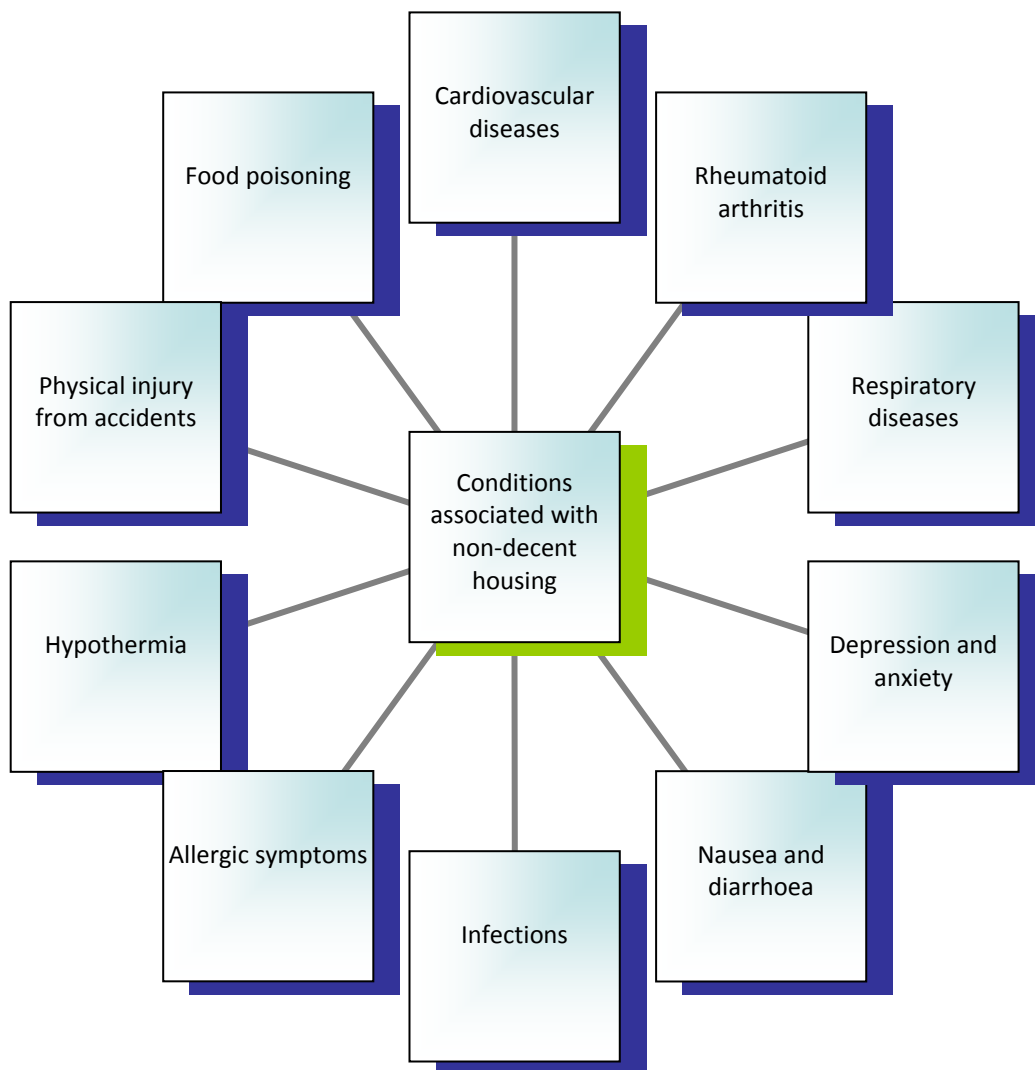 Cardiovascular
diseases
Rheumatoid
arthritis
Respiratory
diseases
Depression and
anxiety
Nausea and
diarrhoea
Infections
Allergic symptoms
Hypothermia
Physical injury
from accidents
Food poisoning
Conditions
associated with
non-decent
housing